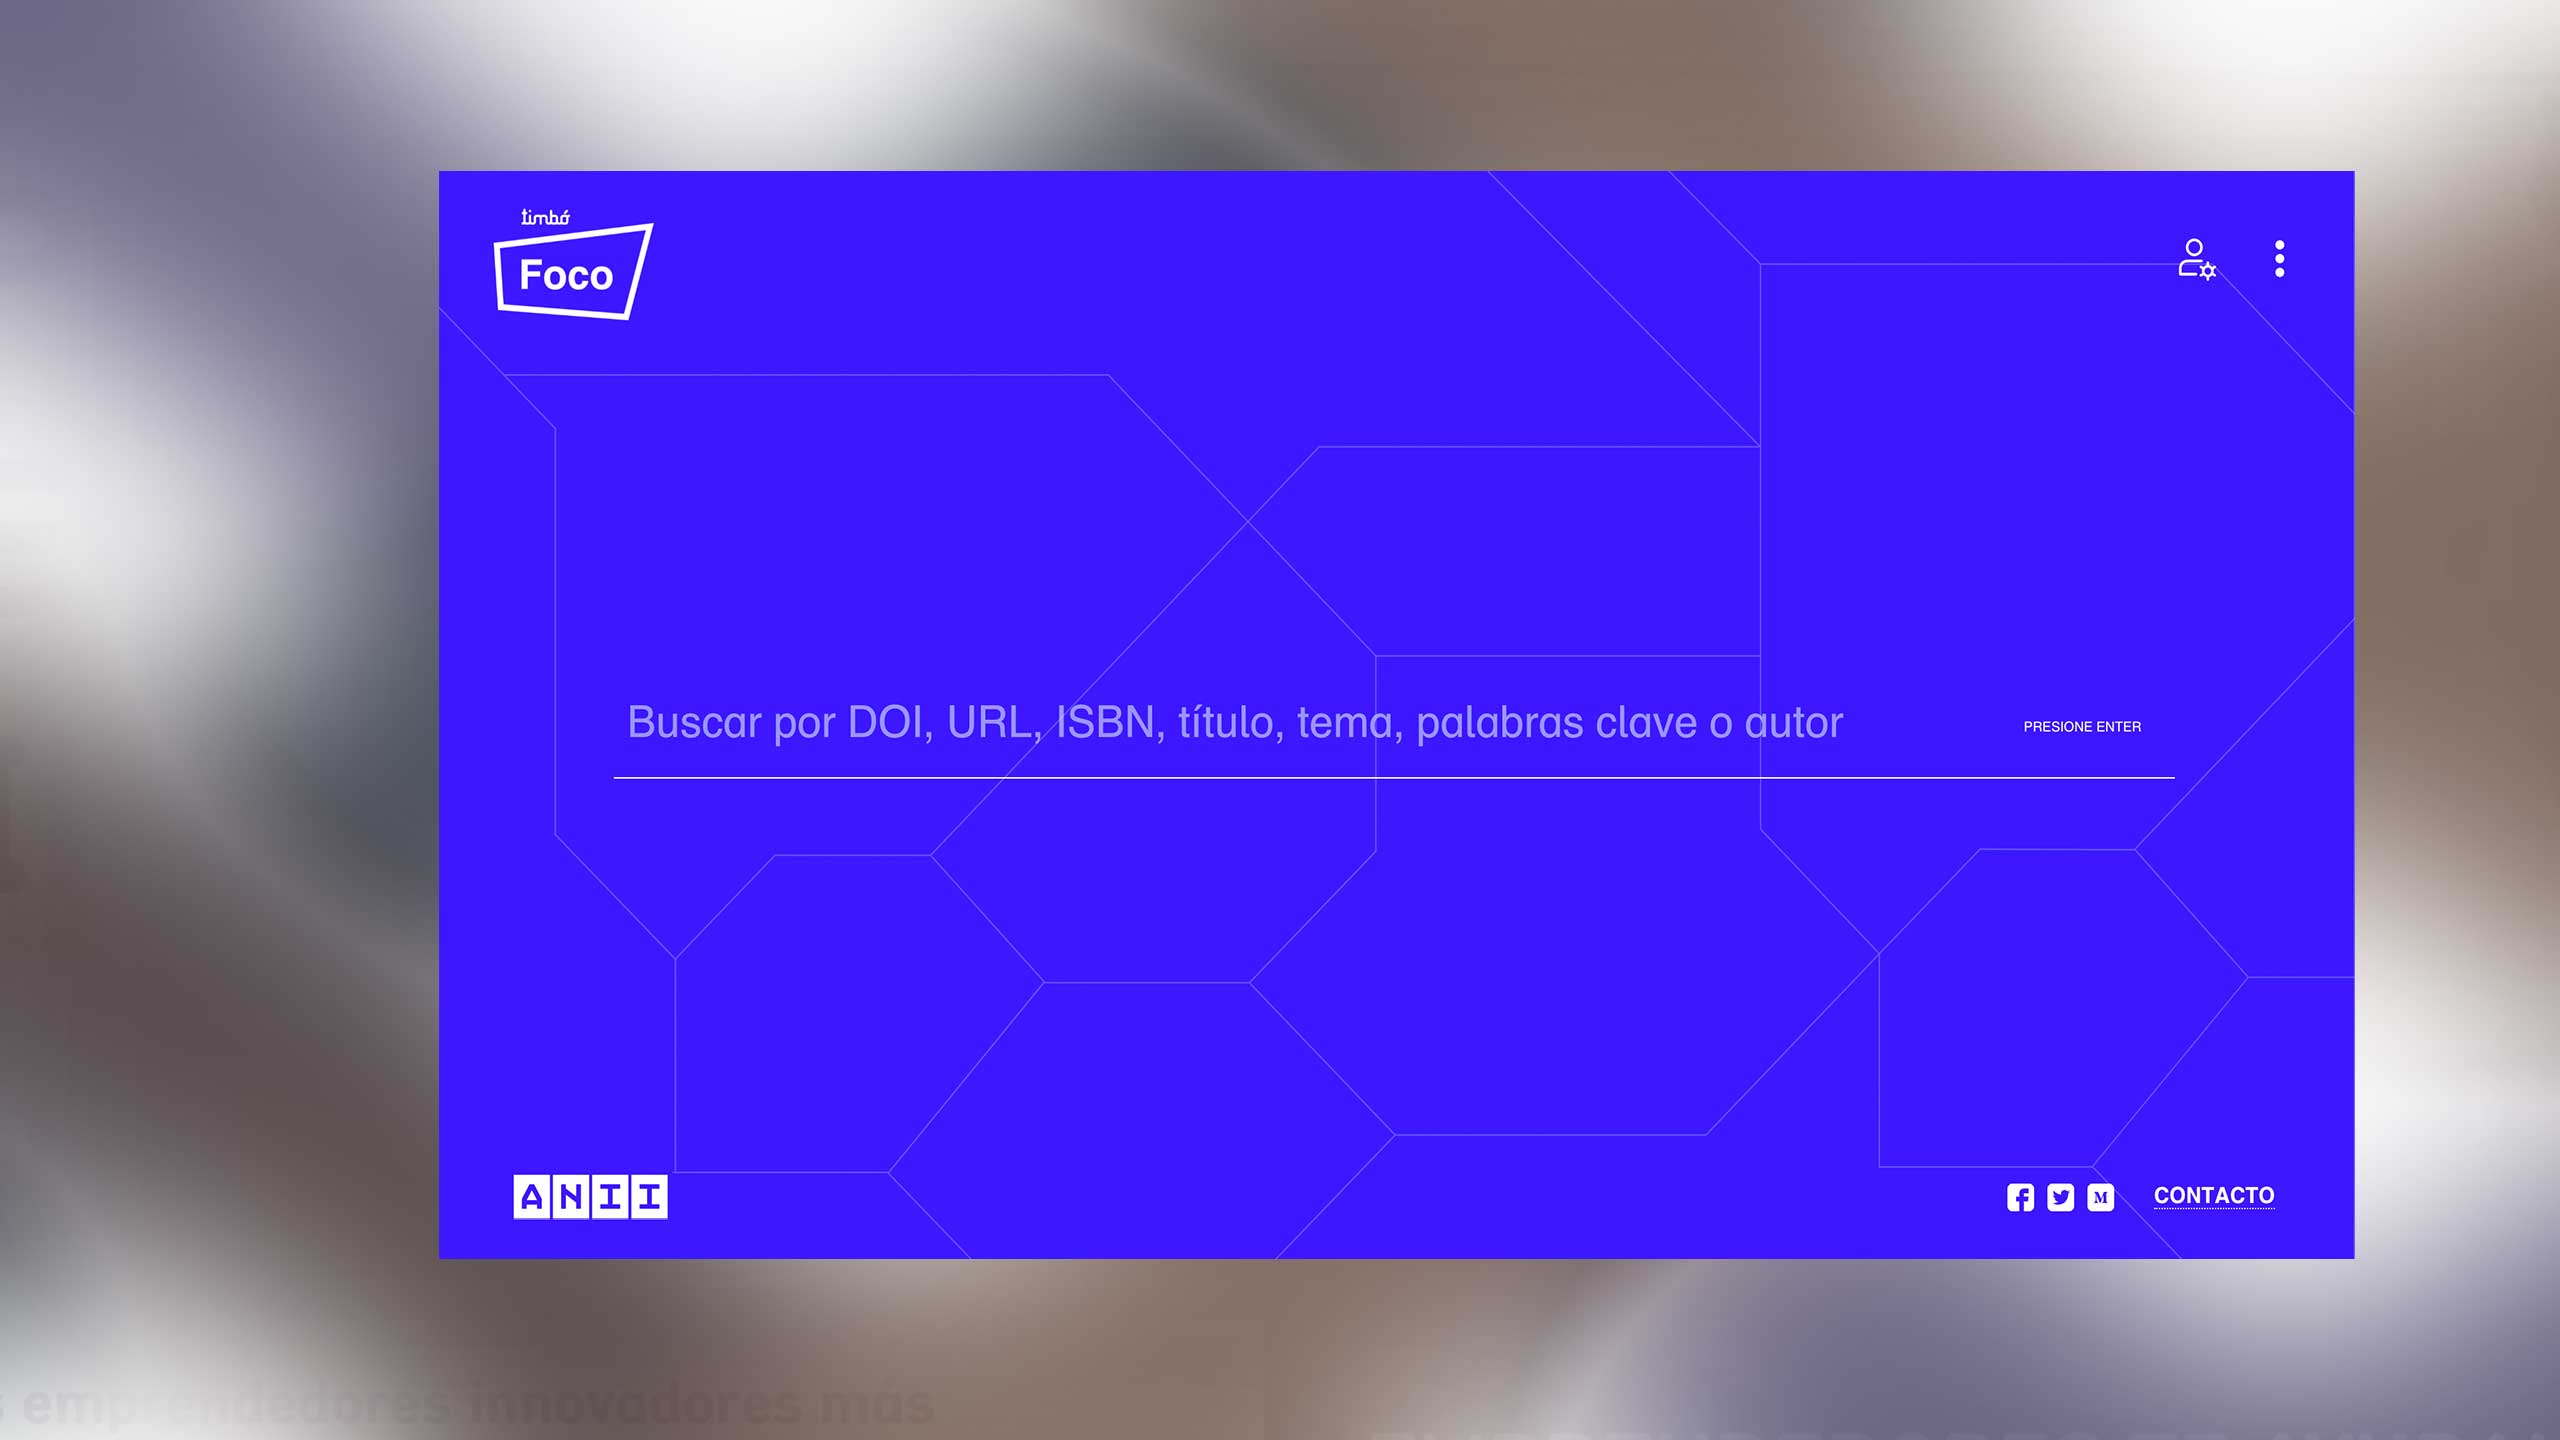 timbó
Foco
Buscar por DOI, URL, ISBN, título, tema, palabras clave o autor
PRESIONE ENTER
ANII
CONTACTO
emprendedores innovadores más